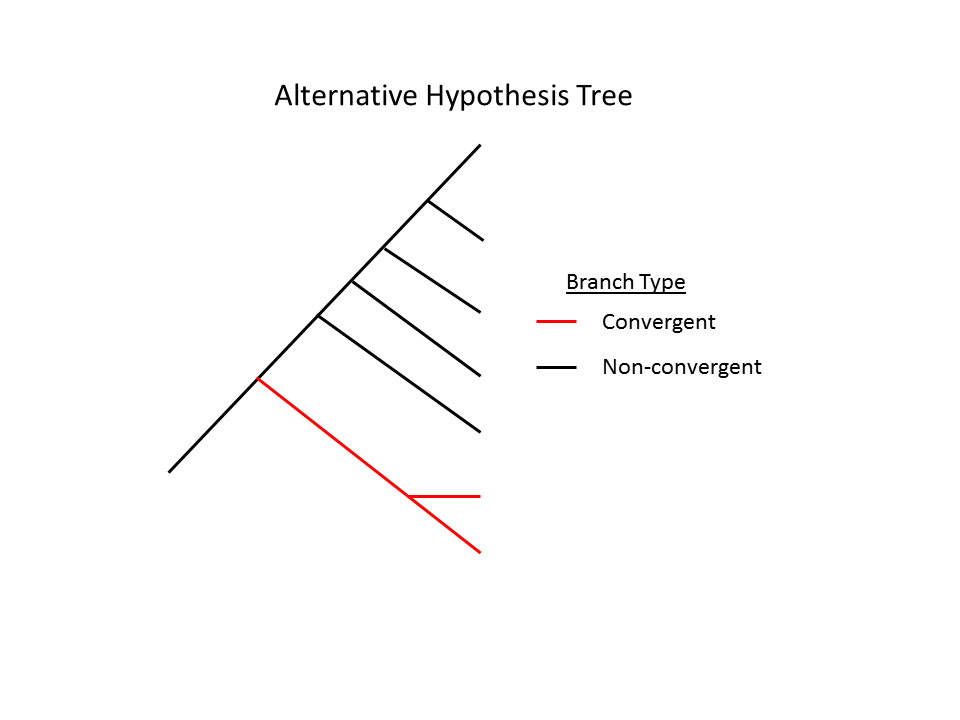 Alternative Hypothesis Tree
Branch Type
Convergent
Non-convergent